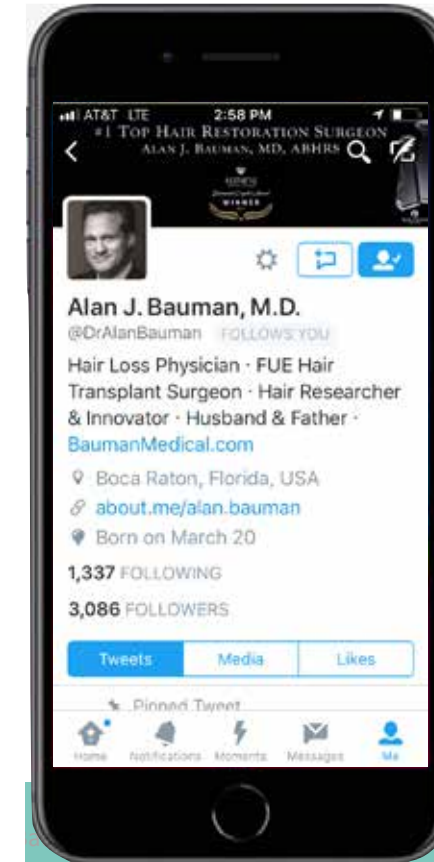 AT&T LTE 2:58 PM
#1 TOP HAIR RESTORATION SURGEON
ALAN J. BAUMAN, MD, ABHRS
WINNER
Alan J. Bauman, M.D.
@DrAlanBauman FOLLOWS YOU
Hair Loss Physician · FUE Hair
Transplant Surgeon · Hair Researcher
& Innovator · Husband & Father ·
BaumanMedical.com
Boca Raton, Florida, USA
about.me/alan.bauman
Born on March 20
1,337 FOLLOWING
3,086 FOLLOWERS
Tweets Media Likes
Pinned Tweet
Home Notifications Moments Messages Me